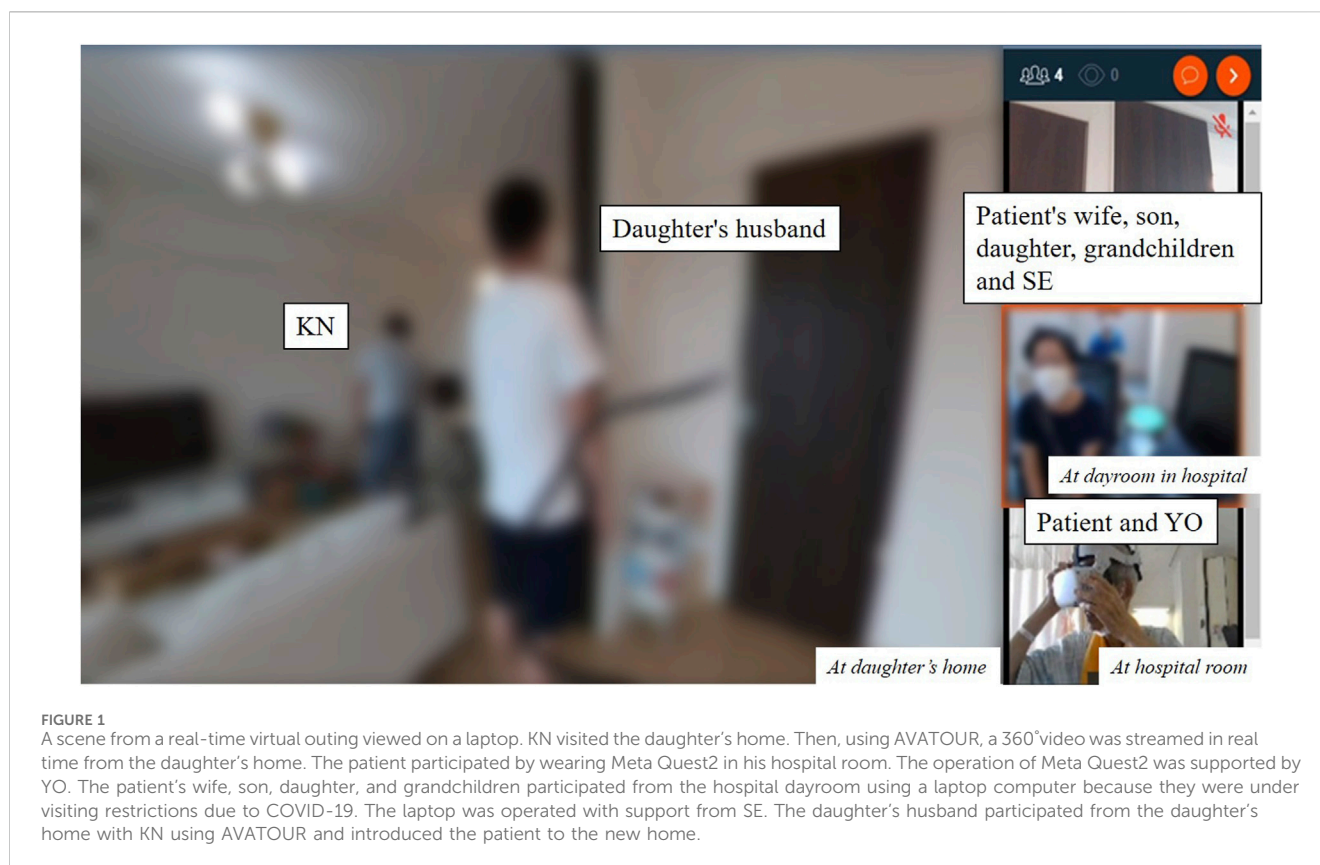 4 0
Patient's wife, son,
daughter, grandchildren
and SE
Daughter's husband
KN
At dayroom in hospital
Patient and YO
At daughter's home
At hospital room
FIGURE 1
A scene from a real-time virtual outing viewed on a laptop. KN visited the daughter’s home. Then, using AVATOUR, a 360°video was streamed in real
time from the daughter’s home. The patient participated by wearing Meta Quest2 in his hospital room. The operation of Meta Quest2 was supported by
YO. The patient’s wife, son, daughter, and grandchildren participated from the hospital dayroom using a laptop computer because they were under
visiting restrictions due to COVID-19. The laptop was operated with support from SE. The daughter’s husband participated from the daughter’s
home with KN using AVATOUR and introduced the patient to the new home.